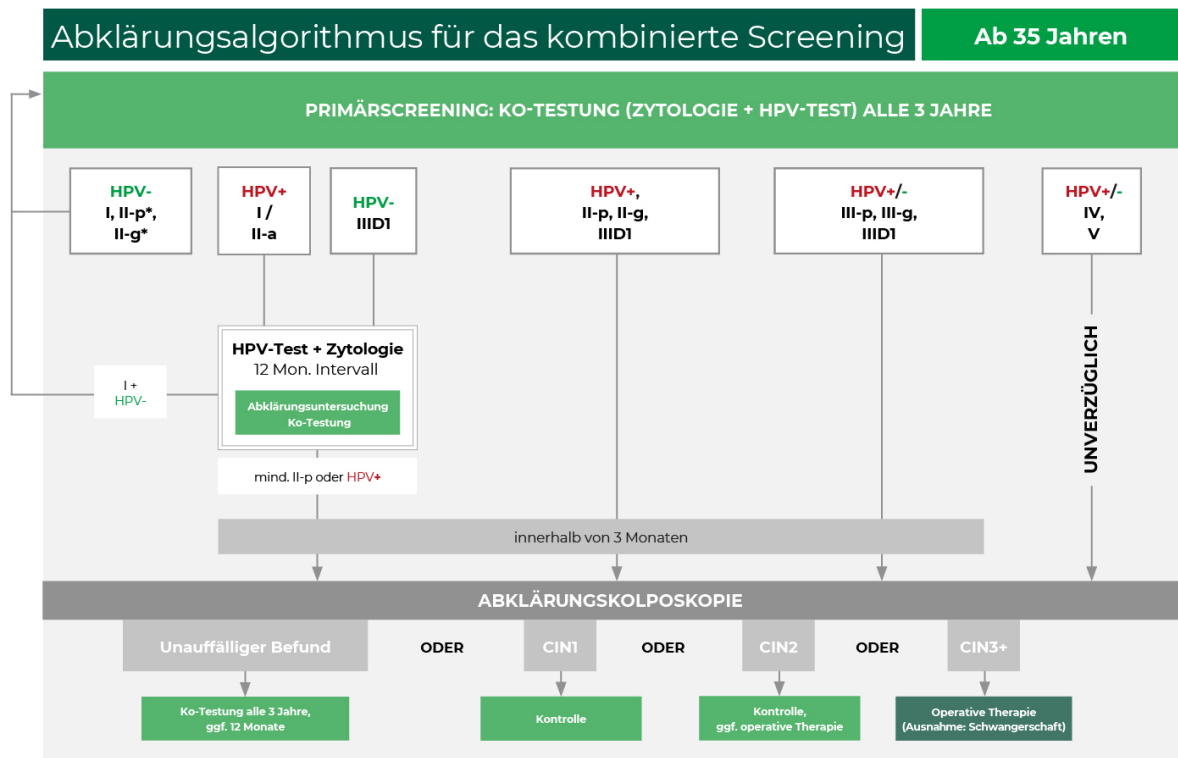 Abklärungsalgorithmus für das kombinierte Screening
Ab 35 Jahren
PRIMÄRSCREENING: KO-TESTUNG (ZYTOLOGIE + HPV-TEST) ALLE 3 JAHRE
HPV-
I, II-p*,
II-g*
HPV+
I /
II-a
HPV-
IIID1
HPV+,
II-p, II-g,
IIID1
HPV+/-
III-p, III-g,
IIID1
HPV+/-
IV,
V
HPV-Test + Zytologie
12 Mon. Intervall
Abklärungsuntersuchung
Ko-Testung
I +
HPV-
mind. II-p oder HPV+
UNVERZÜGLICH
innerhalb von 3 Monaten
ABKLÄRUNGSKOLPOSKOPIE
Unauffälliger Befund
ODER
CIN1
ODER
CIN2
ODER
CIN3+
Ko-Testung alle 3 Jahre,
ggf. 12 Monate
Kontrolle
Kontrolle,
ggf. operative Therapie
Operative Therapie
(Ausnahme: Schwangerschaft)